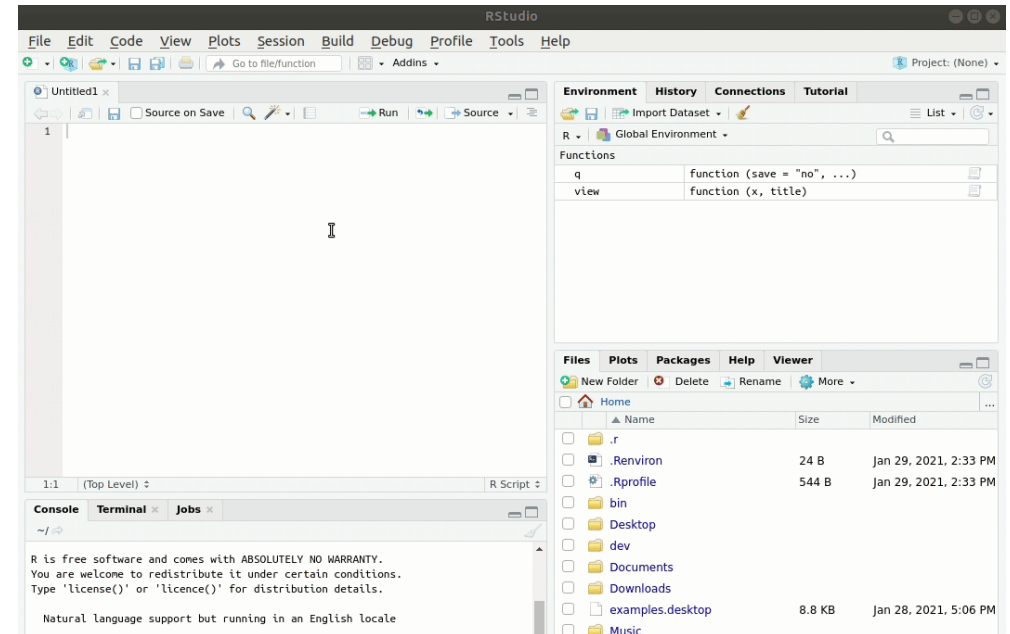 RStudio
File Edit Code View Plots Session Build Debug Profile Tools Help
Go to file/function Addins Project: (None)
Untitled1
Source on Save Run Source
1
1:1 (Top Level) R Script
Console Terminal Jobs
~/
R is free software and comes with ABSOLUTELY NO WARRANTY.
You are welcome to redistribute it under certain conditions.
Type 'license()' or 'licence()' for distribution details.
Natural language support but running in an English locale
Environment History Connections Tutorial
Import Dataset List
R Global Environment
Functions
q function (save = "no", ...)
view function (x, title)
Files Plots Packages Help Viewer
New Folder Delete Rename More
Home ...
Name Size Modified
.r
.Renviron 24 B Jan 29, 2021, 2:33 PM
.Rprofile 544 B Jan 29, 2021, 2:33 PM
bin
Desktop
dev
Documents
Downloads
examples.desktop 8.8 KB Jan 28, 2021, 5:06 PM
Music